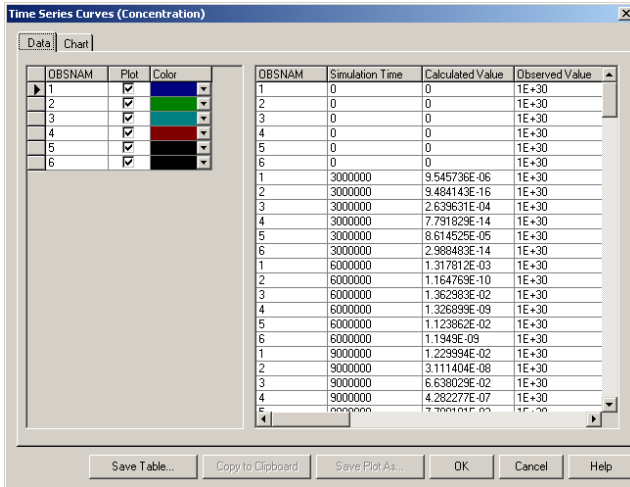 Time Series Curves (Concentration)
Data Chart
OBSNAM Plot Color
1
2
3
4
5
6
OBSNAM Simulation Time Calculated Value Observed Value
1 0 0 1E+30
2 0 0 1E+30
3 0 0 1E+30
4 0 0 1E+30
5 0 0 1E+30
6 0 0 1E+30
1 3000000 9.545736E-06 1E+30
2 3000000 9.484143E-16 1E+30
3 3000000 2.639631E-04 1E+30
4 3000000 7.791829E-14 1E+30
5 3000000 8.614525E-05 1E+30
6 3000000 2.988483E-14 1E+30
1 6000000 1.317812E-03 1E+30
2 6000000 1.164769E-10 1E+30
3 6000000 1.362983E-02 1E+30
4 6000000 1.326899E-09 1E+30
5 6000000 1.123862E-02 1E+30
6 6000000 1.1949E-09 1E+30
1 9000000 1.229994E-02 1E+30
2 9000000 3.111404E-08 1E+30
3 9000000 6.638029E-02 1E+30
4 9000000 4.282277E-07 1E+30
Save Table... Copy to Clipboard Save Plot As... OK Cancel Help